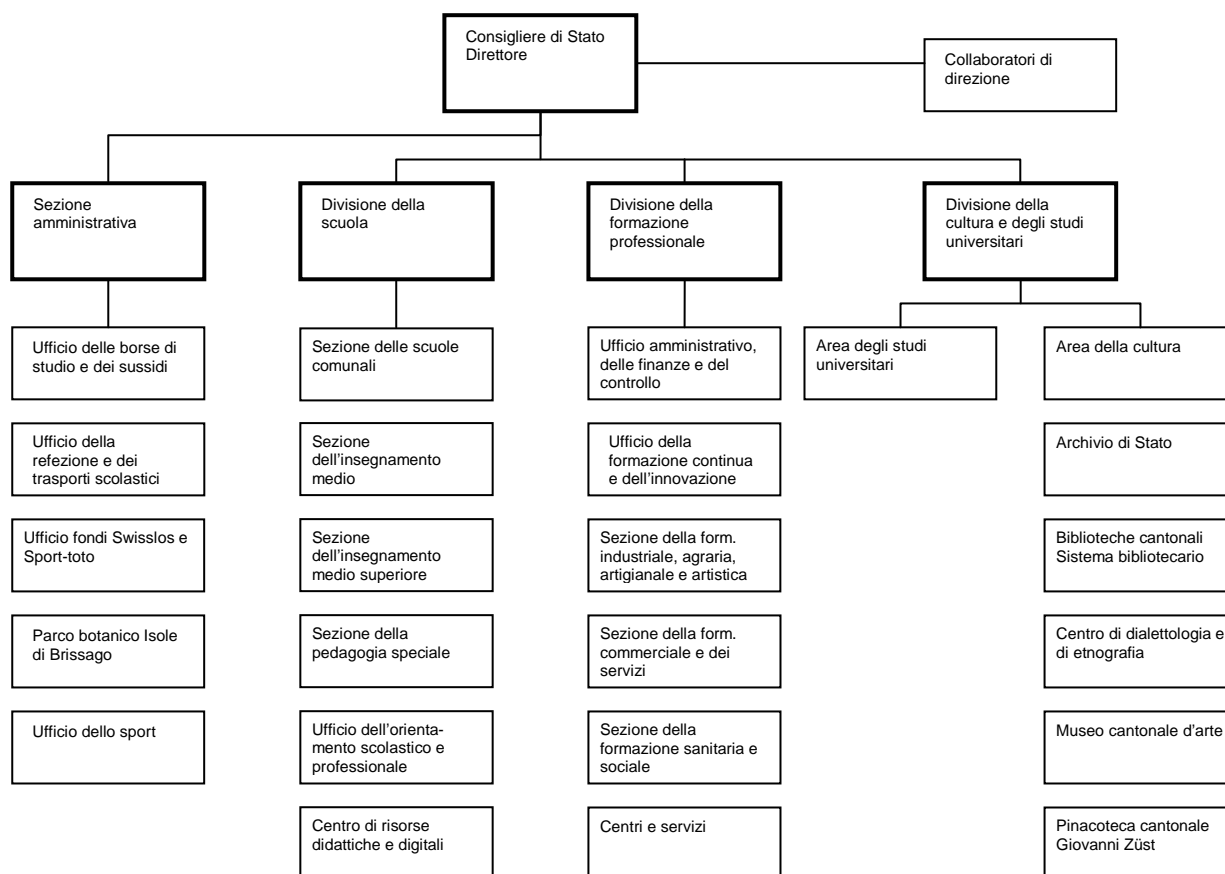 Consigliere di Stato
Direttore
Collaboratori di
direzione
Sezione
amministrativa
Divisione della
scuola
Divisione della
formazione
professionale
Divisione della
cultura e degli studi
universitari
Ufficio delle borse di
studio e dei sussidi
Sezione delle scuole
comunali
Ufficio amministrativo,
delle finanze e del
controllo
Area degli studi
universitari
Area della cultura
Ufficio della
refezione e dei
trasporti scolastici
Sezione
dell'insegnamento
medio
Ufficio della
formazione continua
e dell'innovazione
Archivio di Stato
Ufficio fondi Swisslos e
Sport-toto
Sezione
dell'insegnamento
medio superiore
Sezione della form.
industriale, agraria,
artigianale e artistica
Biblioteche cantonali
Sistema bibliotecario
Parco botanico Isole
di Brissago
Sezione della
pedagogia speciale
Sezione della form.
commerciale e dei
servizi
Centro di dialettologia e
di etnografia
Ufficio dello sport
Ufficio dell'orienta-
mento scolastico e
professionale
Sezione della
formazione sanitaria e
sociale
Museo cantonale d'arte
Centro di risorse
didattiche e digitali
Centri e servizi
Pinacoteca cantonale
Giovanni Züst